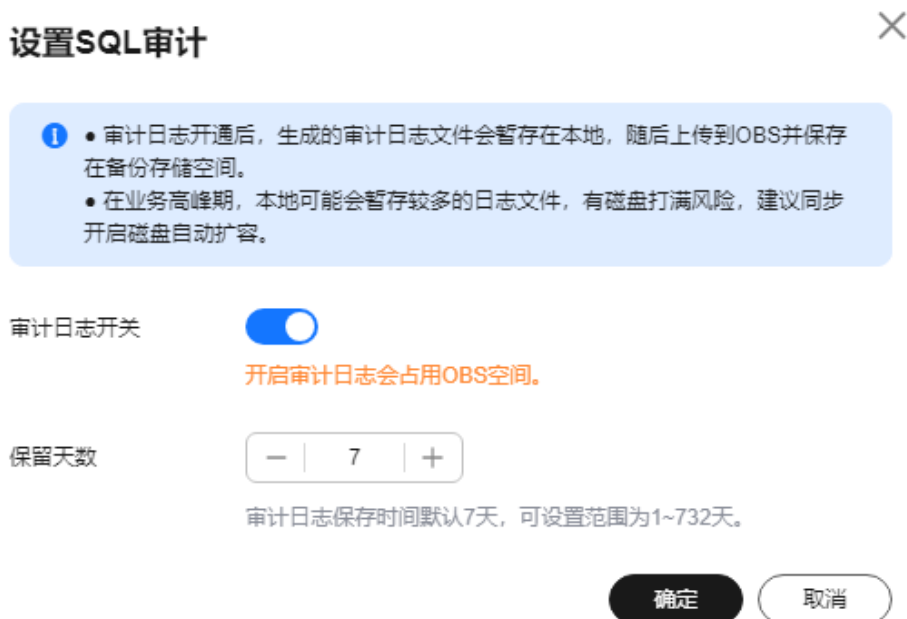 设置SQL审计
● 审计日志开通后，生成的审计日志文件会暂存在本地，随后上传到OBS并保存
在备份存储空间。
● 在业务高峰期，本地可能会暂存较多的日志文件，有磁盘打满风险，建议同步
开启磁盘自动扩容。
审计日志开关
开启审计日志会占用OBS空间。
保留天数
7
审计日志保存时间默认7天，可设置范围为1~732天。
确定 取消